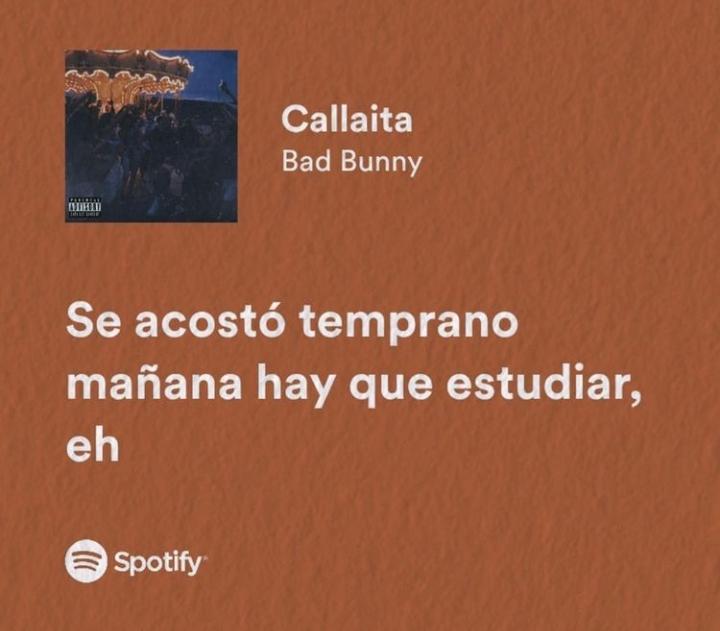 Callaita
Bad Bunny
PARENTAL
ADVISORY
EXPLICIT CONTENT
Se acostó temprano
mañana hay que estudiar,
eh
Spotify